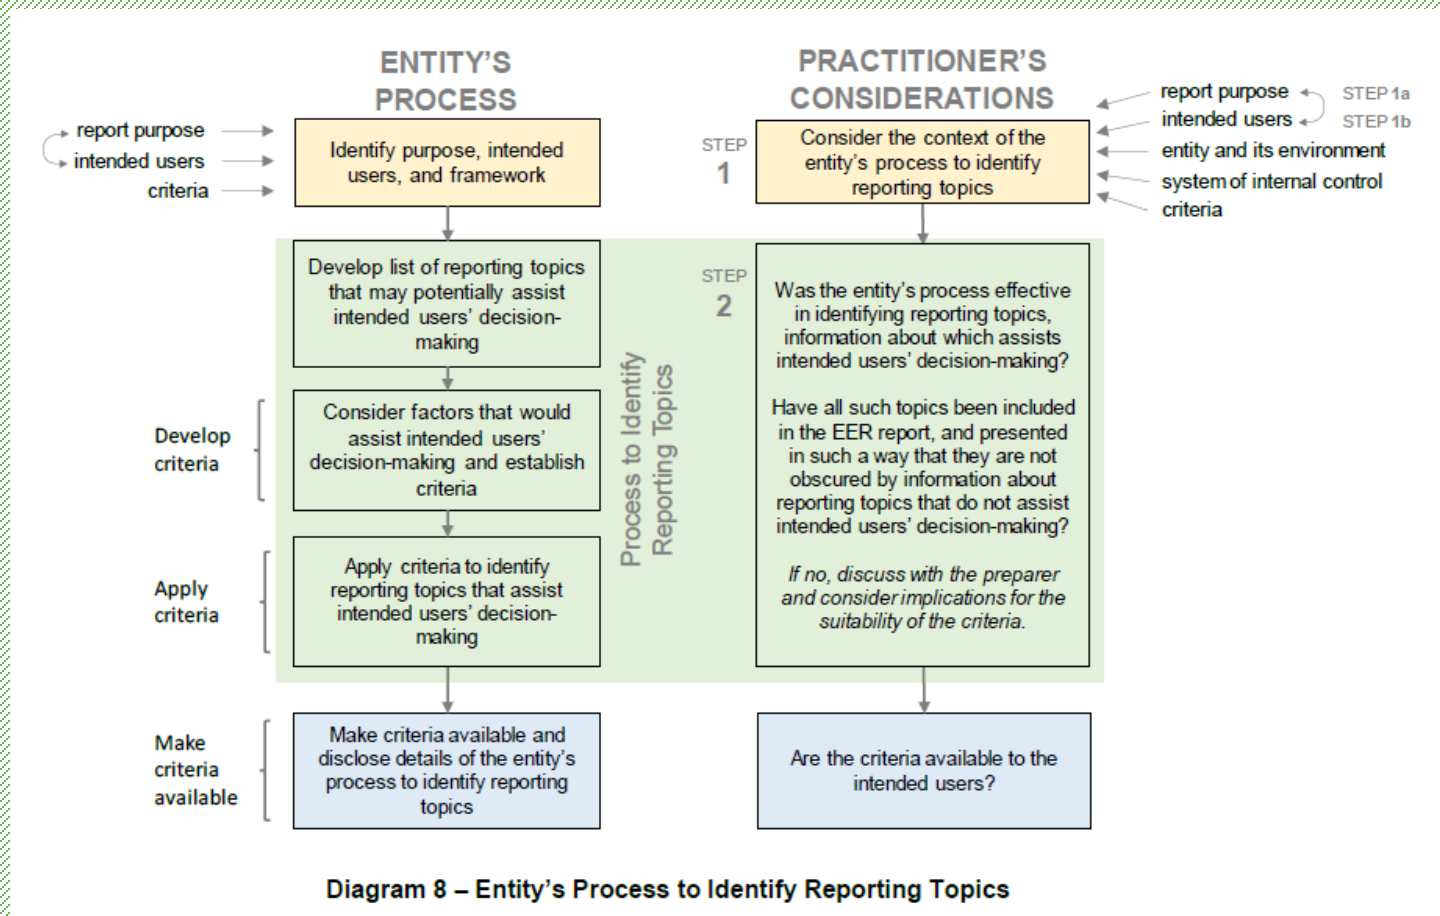 ENTITY'S
PROCESS
report purpose
intended users
criteria
Identify purpose, intended
users, and framework
Develop list of reporting topics
that may potentially assist
intended users' decision-
making
Develop
criteria
Consider factors that would
assist intended users'
decision-making and establish
criteria
Apply
criteria
Apply criteria to identify
reporting topics that assist
intended users' decision-
making
Make
criteria
available
Make criteria available and
disclose details of the entity's
process to identify reporting
topics
Process to Identify
Reporting Topics
PRACTITIONER'S
CONSIDERATIONS
STEP
1
Consider the context of the
entity's process to identify
reporting topics
report purpose STEP 1a
intended users STEP 1b
entity and its environment
system of internal control
criteria
STEP
2
Was the entity's process effective
in identifying reporting topics,
information about which assists
intended users' decision-making?
Have all such topics been included
in the EER report, and presented
in such a way that they are not
obscured by information about
reporting topics that do not assist
intended users' decision-making?
If no, discuss with the preparer
and consider implications for the
suitability of the criteria.
Are the criteria available to the
intended users?
Diagram 8 – Entity's Process to Identify Reporting Topics